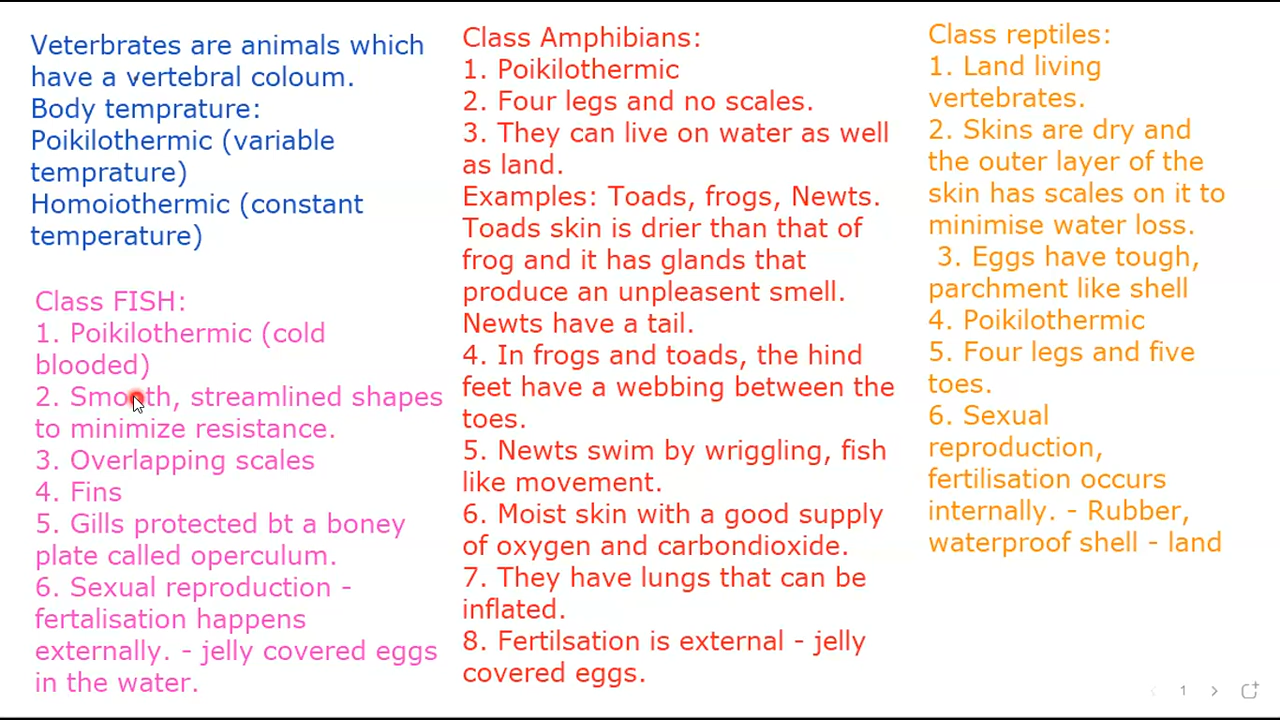 Veterbrates are animals which
have a vertebral coloum.
Body temprature:
Poikilothermic (variable
temprature)
Homoiothermic (constant
temperature)
Class FISH:
1. Poikilothermic (cold
blooded)
2. Smooth, streamlined shapes
to minimize resistance.
3. Overlapping scales
4. Fins
5. Gills protected bt a boney
plate called operculum.
6. Sexual reproduction -
fertalisation happens
externally. - jelly covered eggs
in the water.
Class Amphibians:
1. Poikilothermic
2. Four legs and no scales.
3. They can live on water as well
as land.
Examples: Toads, frogs, Newts.
Toads skin is drier than that of
frog and it has glands that
produce an unpleasent smell.
Newts have a tail.
4. In frogs and toads, the hind
feet have a webbing between the
toes.
5. Newts swim by wriggling, fish
like movement.
6. Moist skin with a good supply
of oxygen and carbondioxide.
7. They have lungs that can be
inflated.
8. Fertilsation is external - jelly
covered eggs.
Class reptiles:
1. Land living
vertebrates.
2. Skins are dry and
the outer layer of the
skin has scales on it to
minimise water loss.
3. Eggs have tough,
parchment like shell
4. Poikilothermic
5. Four legs and five
toes.
6. Sexual
reproduction,
fertilisation occurs
internally. - Rubber,
waterproof shell - land
1